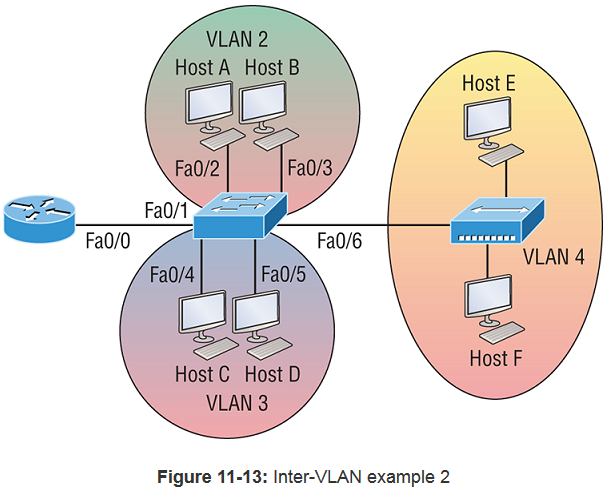 VLAN 2
Host A Host B
Host E
Fa0/2 Fa0/3
Fa0/1
Fa0/0
Fa0/6
VLAN 4
Fa0/4 Fa0/5
Host F
Host C Host D
VLAN 3
Figure 11-13: Inter-VLAN example 2